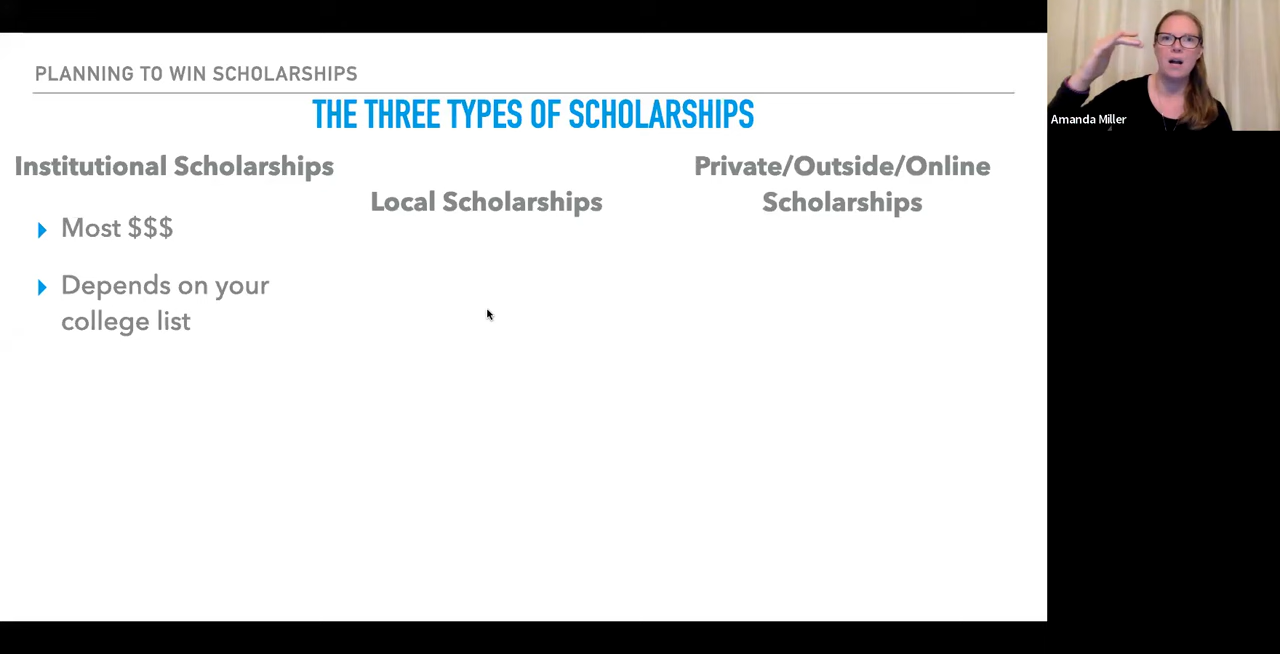 PLANNING TO WIN SCHOLARSHIPS
THE THREE TYPES OF SCHOLARSHIPS
Institutional Scholarships
Most $$$
Depends on your
college list
Local Scholarships
Private/Outside/Online
Scholarships
Amanda Miller